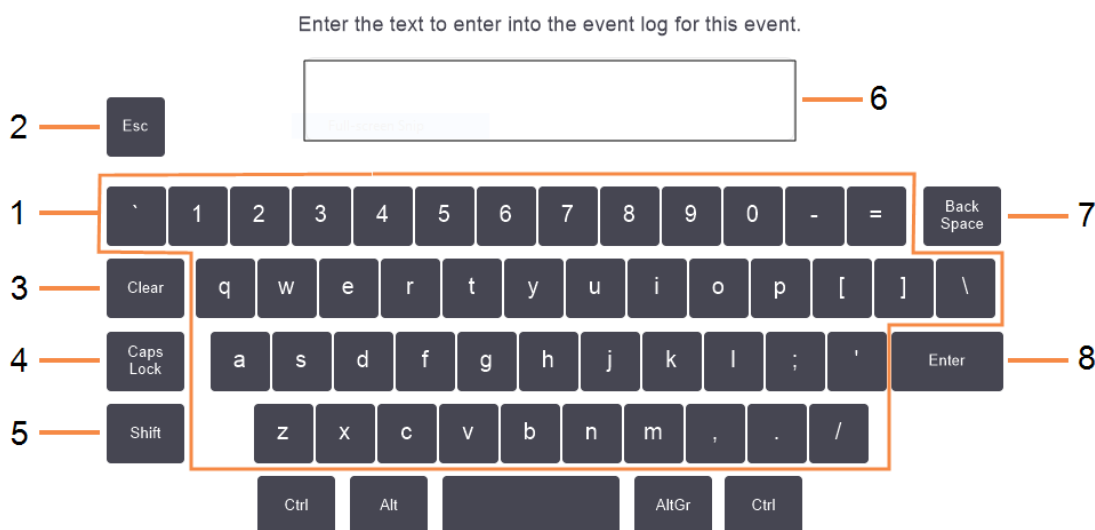 Enter the text to enter into the event log for this event.
6
2 Esc
1 ` 1 2 3 4 5 6 7 8 9 0 - = Back Space 7
3 Clear q w e r t y u i o p [ ] \
4 Caps Lock a s d f g h j k l ; ' Enter 8
5 Shift z x c v b n m , . /
Ctrl Alt AltGr Ctrl